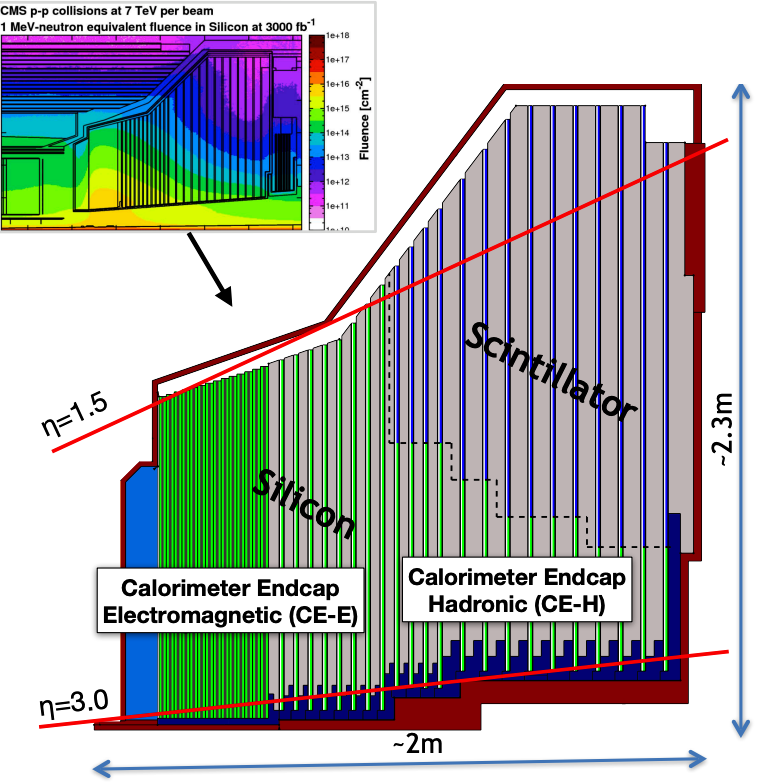 CMS p-p collisions at 7 TeV per beam
1 MeV-neutron equivalent fluence in Silicon at 3000 fb⁻¹
1e+18
1e+17
1e+16
1e+15
1e+14
1e+13
1e+12
1e+11
Fluence [cm⁻²]
η=1.5
Scintillator
~2.3m
Silicon
Calorimeter Endcap
Electromagnetic (CE-E)
Calorimeter Endcap
Hadronic (CE-H)
η=3.0
~2m